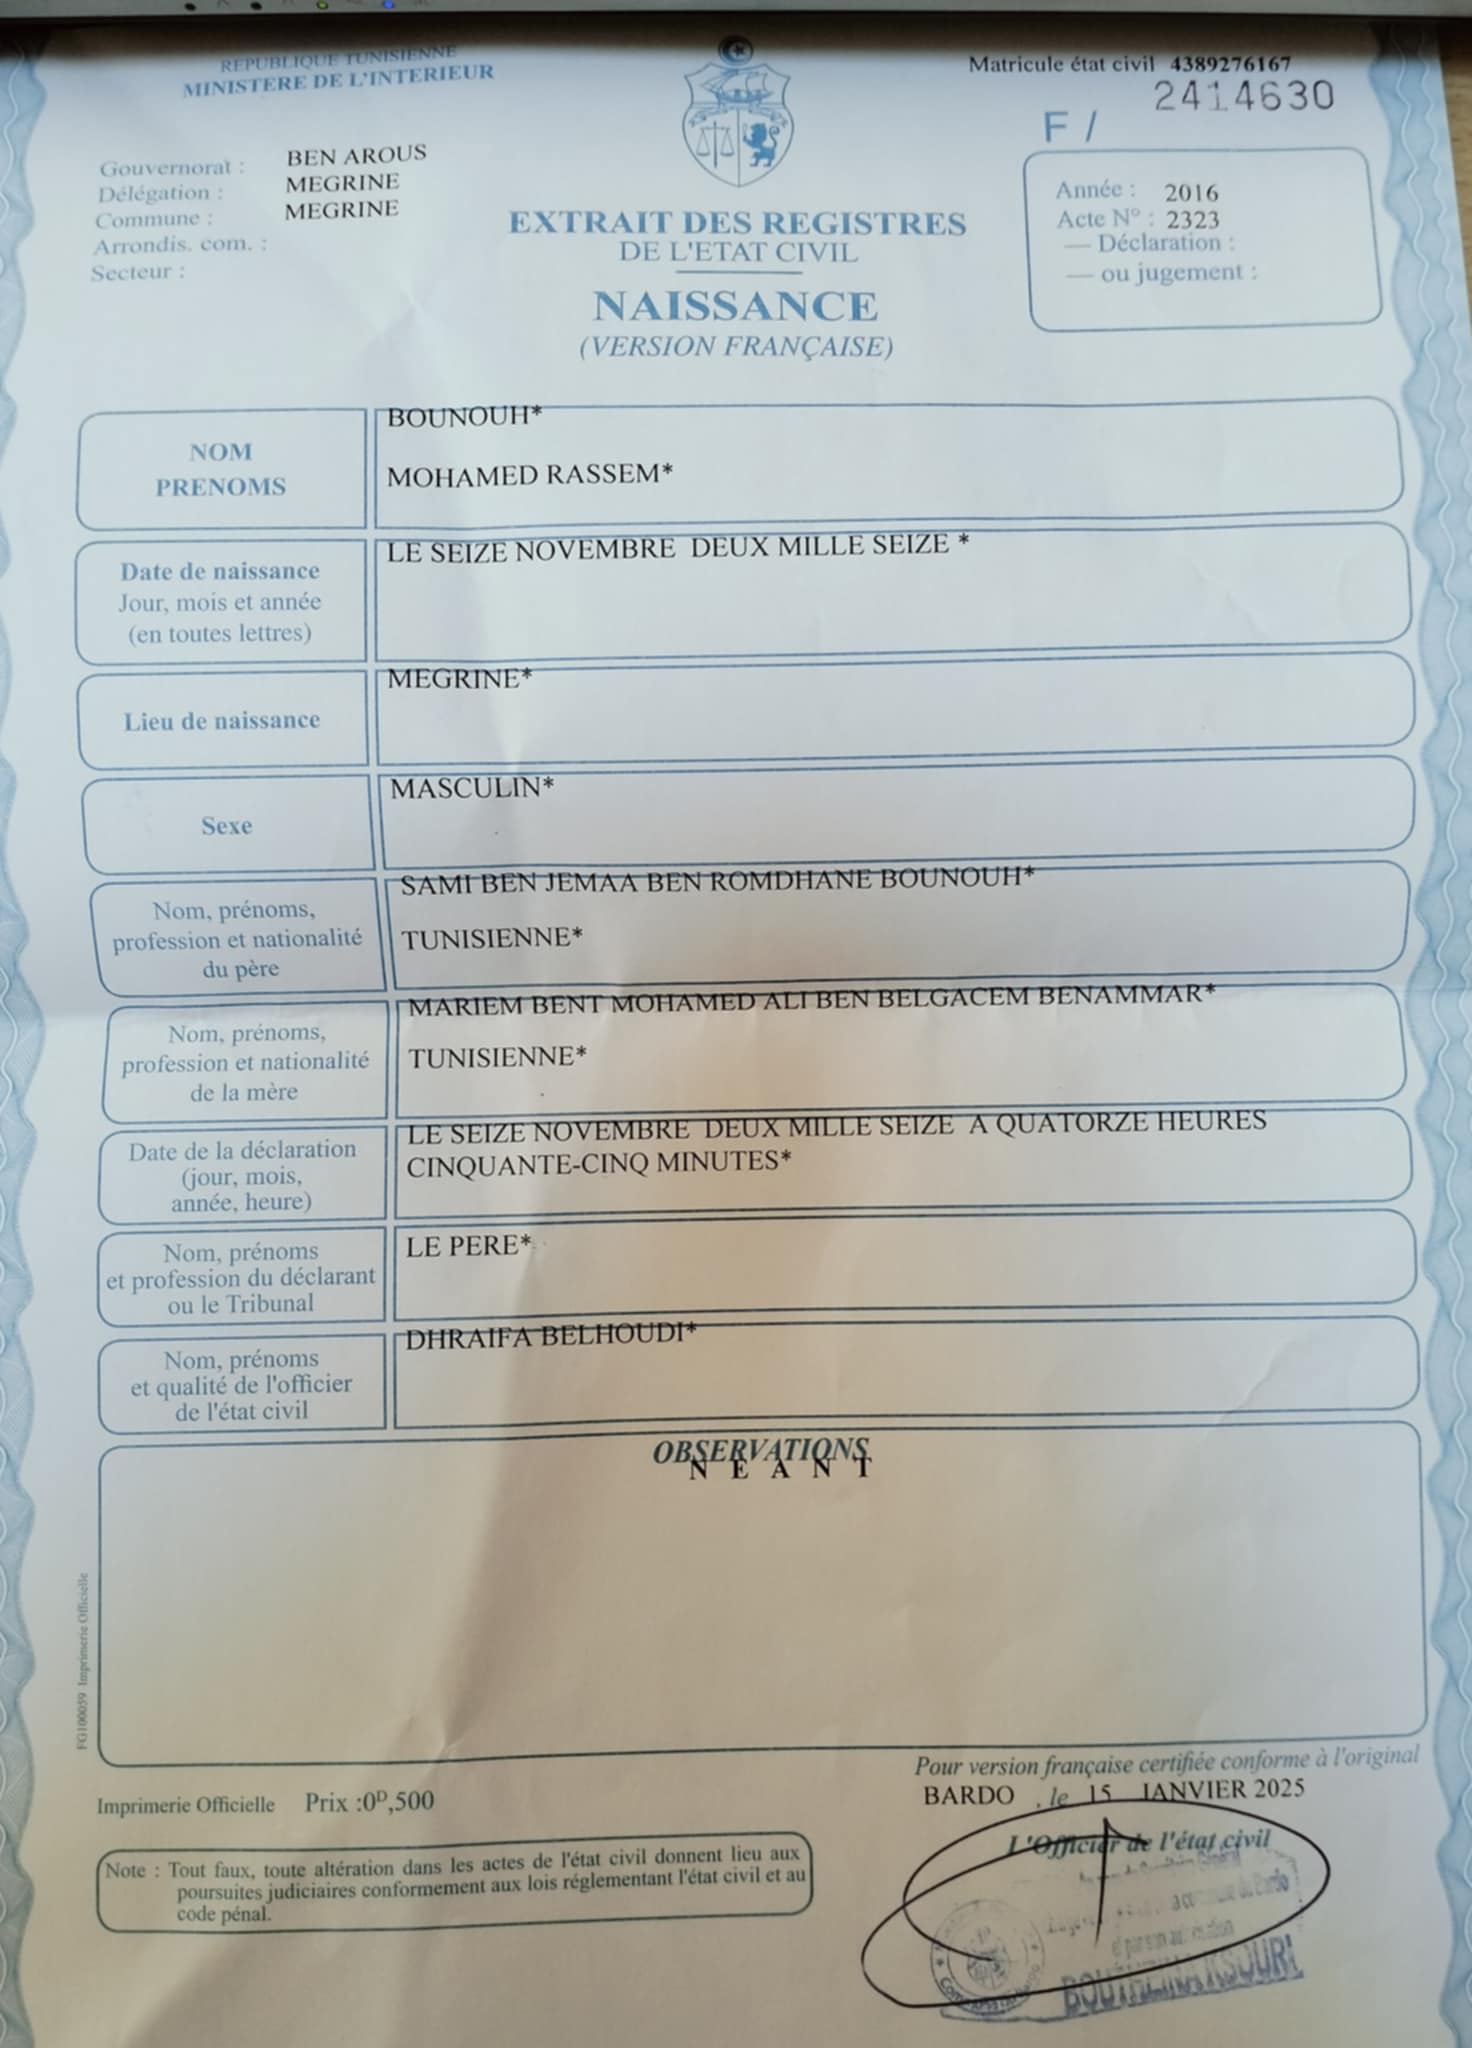 REPUBLIQUE TUNISIENNE
MINISTERE DE L'INTERIEUR
Matricule état civil 4389276167
2414630
F /
Gouvernorat : BEN AROUS
Délégation : MEGRINE
Commune : MEGRINE
Arrondis. com. :
Secteur :
EXTRAIT DES REGISTRES
DE L'ETAT CIVIL
NAISSANCE
(VERSION FRANÇAISE)
Année : 2016
Acte N° : 2323
— Déclaration :
— ou jugement :
NOM
PRENOMS
BOUNOUH*
MOHAMED RASSEM*
Date de naissance
Jour, mois et année
(en toutes lettres)
LE SEIZE NOVEMBRE DEUX MILLE SEIZE *
Lieu de naissance
MEGRINE*
Sexe
MASCULIN*
Nom, prénoms,
profession et nationalité
du père
SAMI BEN JEMAA BEN ROMDHANE BOUNOUH*
TUNISIENNE*
Nom, prénoms,
profession et nationalité
de la mère
MARIEM BENT MOHAMED ALI BEN BELGACEM BENAMMAR*
TUNISIENNE*
Date de la déclaration
(jour, mois,
année, heure)
LE SEIZE NOVEMBRE DEUX MILLE SEIZE A QUATORZE HEURES
CINQUANTE-CINQ MINUTES*
Nom, prénoms
et profession du déclarant
ou le Tribunal
LE PERE*
Nom, prénoms
et qualité de l'officier
de l'état civil
DHRAIFA BELHOUDI*
OBSERVATIONS
N E A N T
FG100059 Imprimerie Officielle
Imprimerie Officielle Prix :0D,500
Note : Tout faux, toute altération dans les actes de l'état civil donnent lieu aux
poursuites judiciaires conformement aux lois réglementant l'état civil et au
code pénal.
Pour version française certifiée conforme à l'original
BARDO , le 15 JANVIER 2025
L'Officier de l'état civil